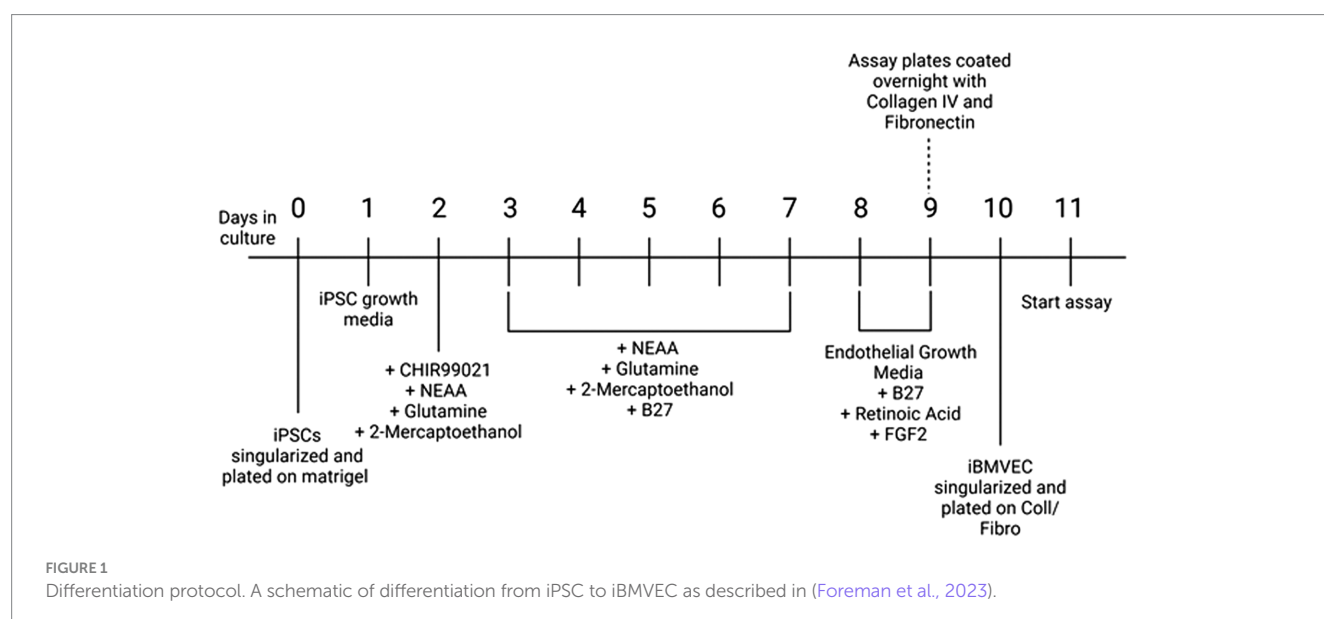 Assay plates coated
overnight with
Collagen IV and
Fibronectin
Days in
culture
0 1 2 3 4 5 6 7 8 9 10 11
iPSC growth
media
Start assay
+ CHIR99021
+ NEAA
+ Glutamine
+ 2-Mercaptoethanol
+ NEAA
+ Glutamine
+ 2-Mercaptoethanol
+ B27
Endothelial Growth
Media
+ B27
+ Retinoic Acid
+ FGF2
iPSCs
singularized and
plated on matrigel
iBMVEC
singularized and
plated on Coll/
Fibro
FIGURE 1
Differentiation protocol. A schematic of differentiation from iPSC to iBMVEC as described in (Foreman et al., 2023).